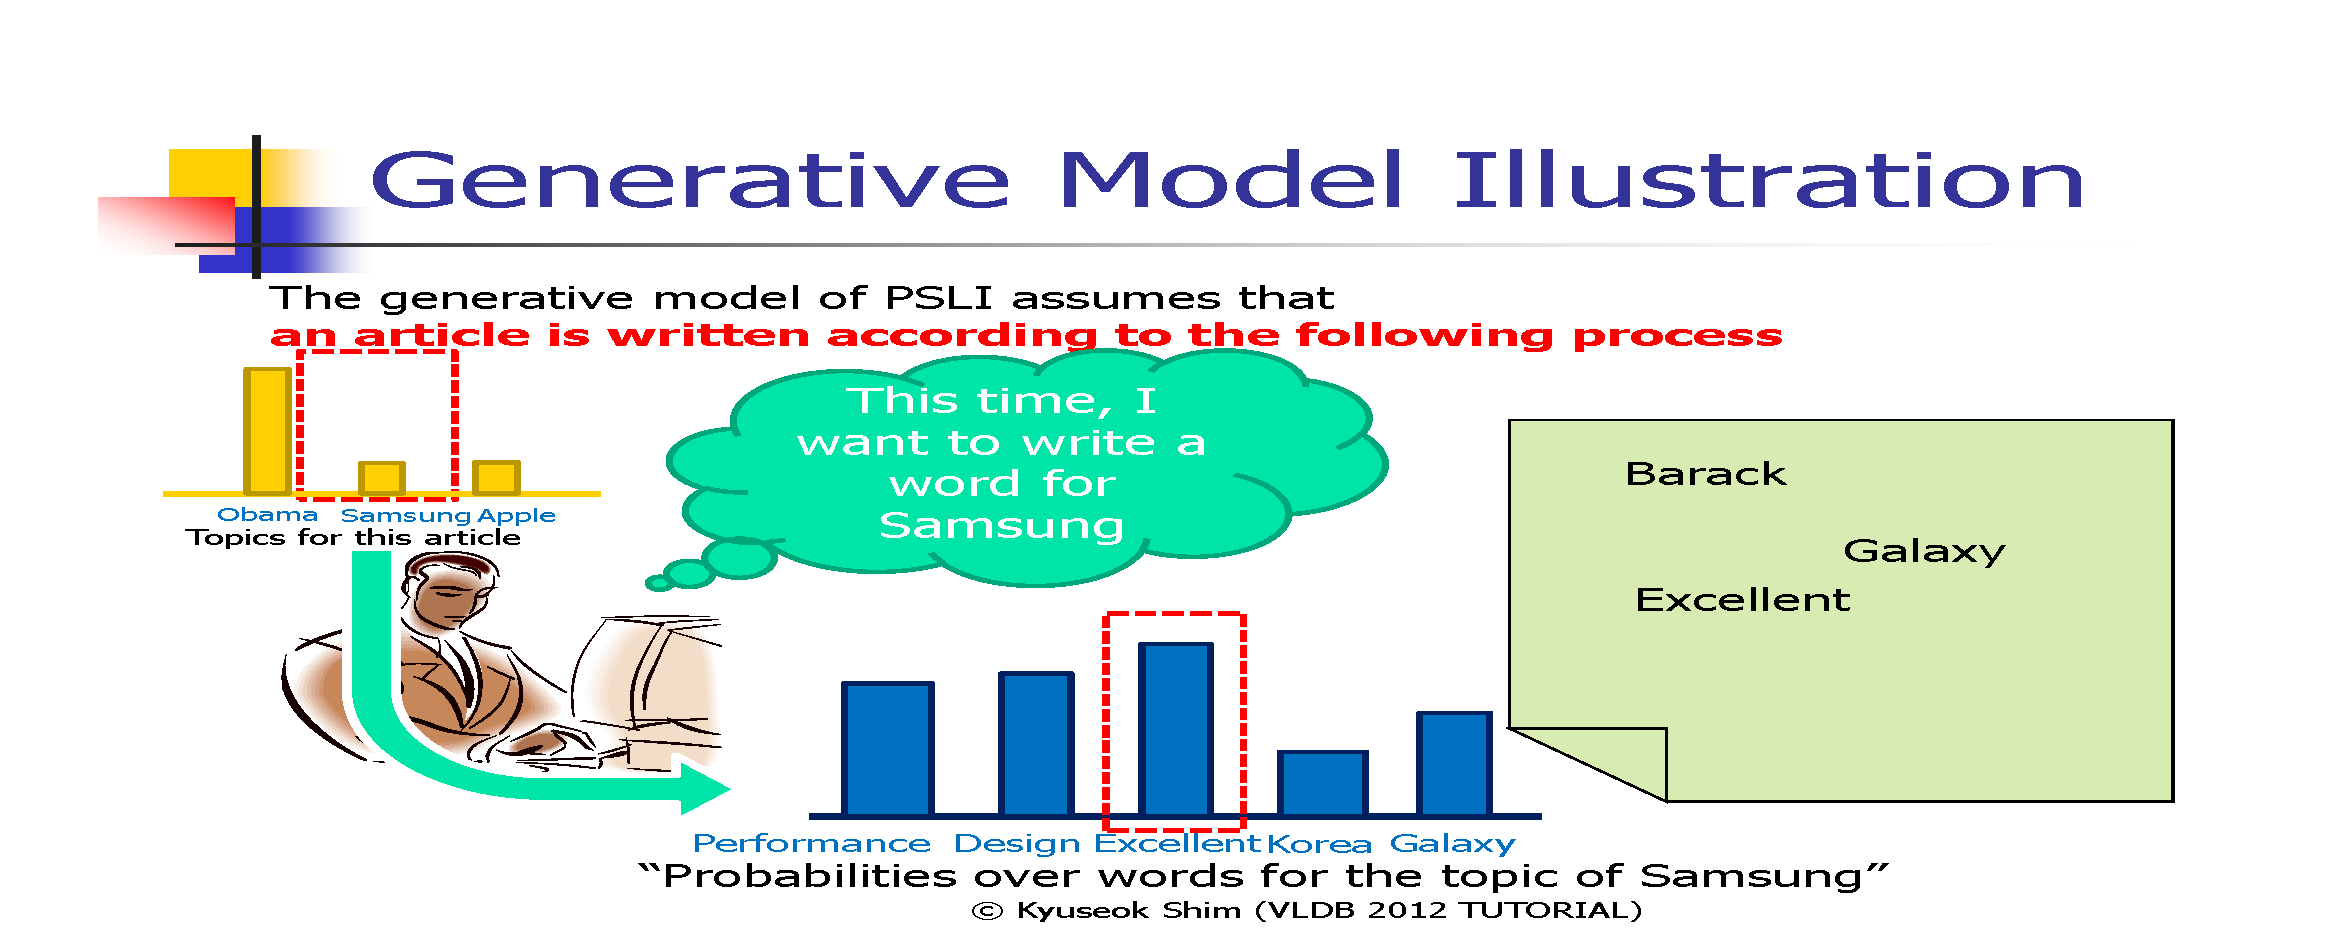 Generative Model Illustration
The generative model of PSLI assumes that
an article is written according to the following process
This time, I
want to write a
word for
Samsung
Obama Samsung Apple
Topics for this article
Barack
Galaxy
Excellent
Performance Design Excellent Korea Galaxy
“Probabilities over words for the topic of Samsung”
© Kyuseok Shim (VLDB 2012 TUTORIAL)